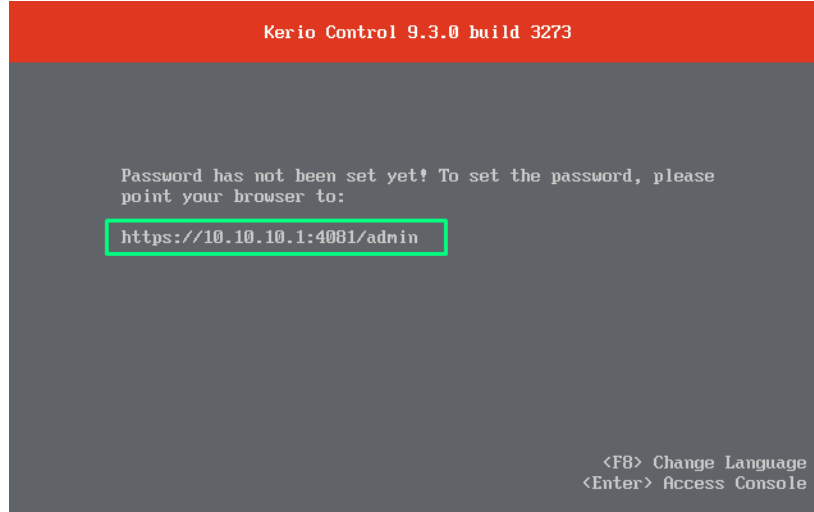 Kerio Control 9.3.0 build 3273
Password has not been set yet! To set the password, please
point your browser to:
https://10.10.10.1:4081/admin
<F8> Change Language
<Enter> Access Console